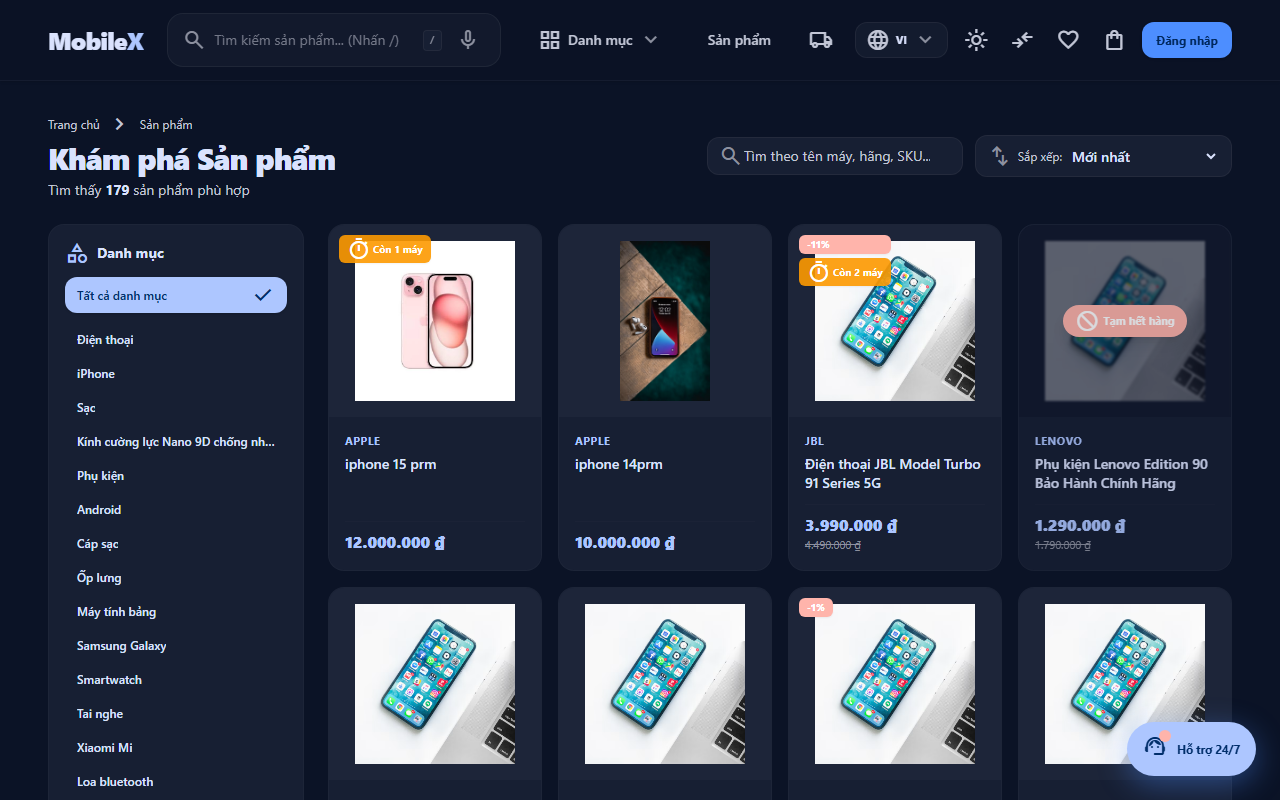 MobileX
Tìm kiếm sản phẩm... (Nhấn /)
/
Danh mục
Sản phẩm
VI
Đăng nhập
Trang chủ
Sản phẩm
Khám phá Sản phẩm
Tìm thấy 179 sản phẩm phù hợp
Tìm theo tên máy, hãng, SKU...
Sắp xếp:
Mới nhất
Danh mục
Tất cả danh mục
Điện thoại
iPhone
Sạc
Kính cường lực Nano 9D chống nh...
Phụ kiện
Android
Cáp sạc
Ốp lưng
Máy tính bảng
Samsung Galaxy
Smartwatch
Tai nghe
Xiaomi Mi
Loa bluetooth
Còn 1 máy
APPLE
iphone 15 prm
12.000.000 ₫
APPLE
iphone 14prm
10.000.000 ₫
-11%
Còn 2 máy
JBL
Điện thoại JBL Model Turbo
91 Series 5G
3.990.000 ₫
4.490.000 ₫
Tạm hết hàng
LENOVO
Phụ kiện Lenovo Edition 90
Bảo Hành Chính Hãng
1.290.000 ₫
1.790.000 ₫
-1%
Hỗ trợ 24/7